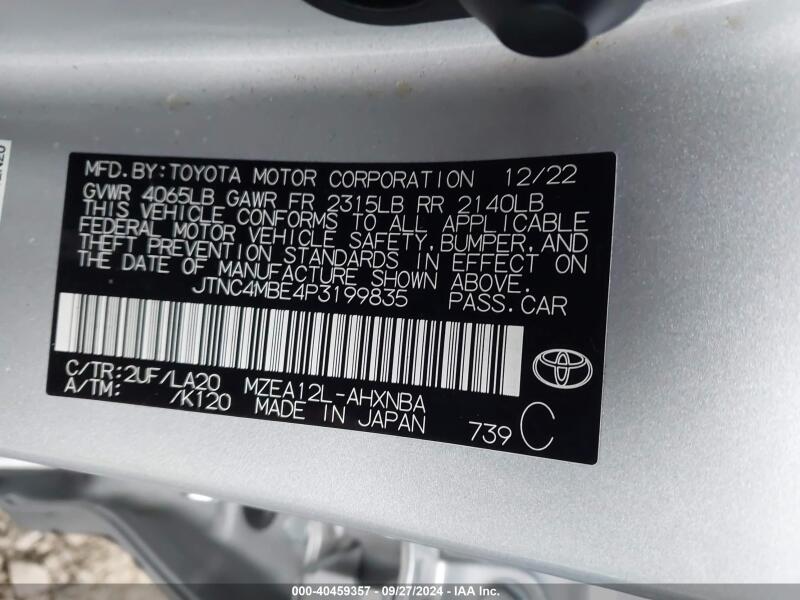 MFD. BY: TOYOTA MOTOR CORPORATION 12/22
GVWR 4065LB GAWR FR 2315LB RR 2140LB
THIS VEHICLE CONFORMS TO ALL APPLICABLE
FEDERAL MOTOR VEHICLE SAFETY, BUMPER, AND
THEFT PREVENTION STANDARDS IN EFFECT ON
THE DATE OF MANUFACTURE SHOWN ABOVE.
JTNC4MBE4P3199835 PASS. CAR
C/TR: 2UF/LA20 MZEA12L-AHXNBA
A/TM: /K120 MADE IN JAPAN
739 C
000-40459357 - 09/27/2024 - IAA Inc.